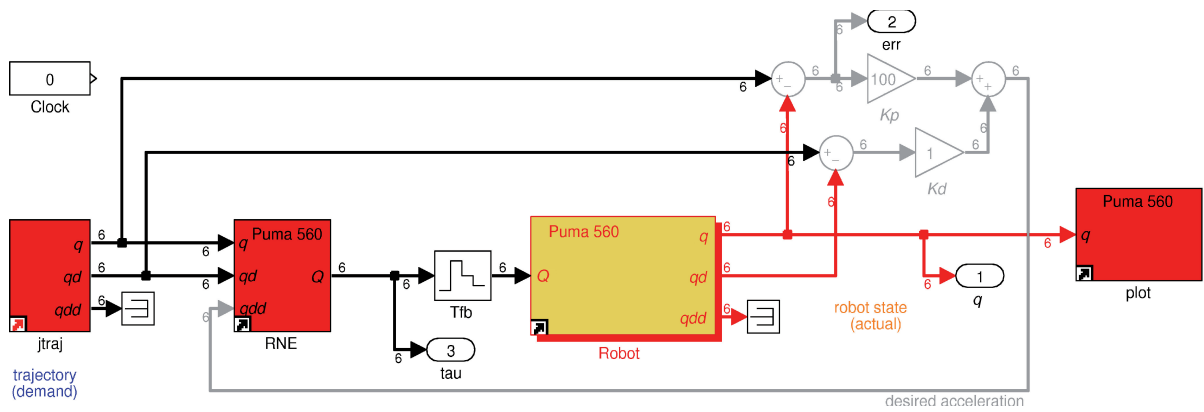 2
err
0
Clock
6
6
+
−
6
6
100
Kp
6
+
+
6
6
6
6
6
+
−
6
1
Kd
6
6
6
q
6
qd
6
qdd
jtraj
trajectory
(demand)
6
6
6
Puma 560
q
qd
qdd
Q
RNE
6
6
6
3
tau
Tfb
6
Puma 560
Q
q
qd
qdd
Robot
6
6
6
6
1
q
robot state
(actual)
6
Puma 560
q
plot
desired acceleration